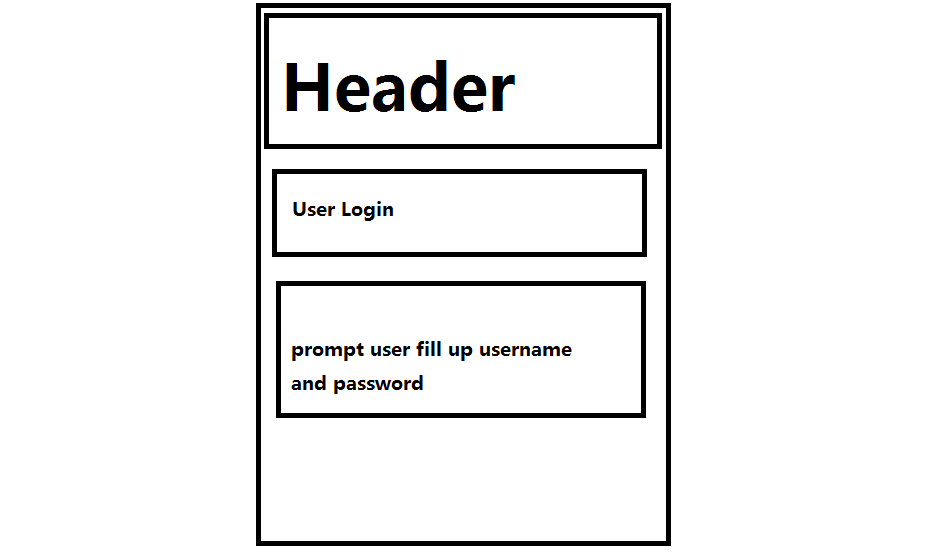 Header
User Login
prompt user fill up username
and password